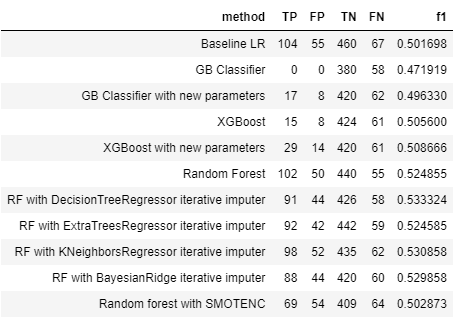 method TP FP TN FN f1
Baseline LR 104 55 460 67 0.501698
GB Classifier 0 0 380 58 0.471919
GB Classifier with new parameters 17 8 420 62 0.496330
XGBoost 15 8 424 61 0.505600
XGBoost with new parameters 29 14 420 61 0.508666
Random Forest 102 50 440 55 0.524855
RF with DecisionTreeRegressor iterative imputer 91 44 426 58 0.533324
RF with ExtraTreesRegressor iterative imputer 92 42 442 59 0.524585
RF with KNeighborsRegressor iterative imputer 98 52 435 62 0.530858
RF with BayesianRidge iterative imputer 88 44 420 60 0.529858
Random forest with SMOTENC 69 54 409 64 0.502873